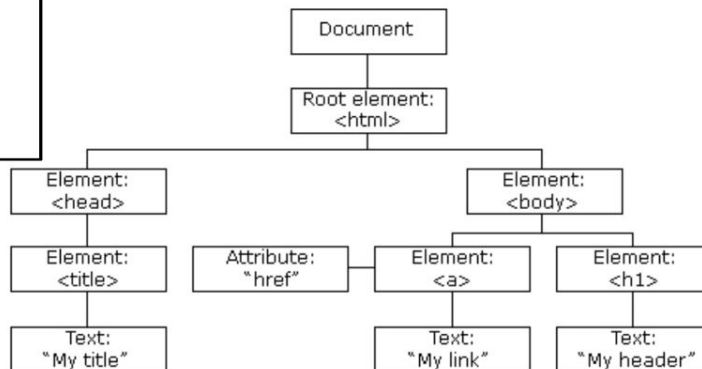 Document
Root element:
<html>
Element:
<head>
Element:
<body>
Element:
<title>
Attribute:
“href”
Element:
<a>
Element:
<h1>
Text:
“My title”
Text:
“My link”
Text:
“My header”